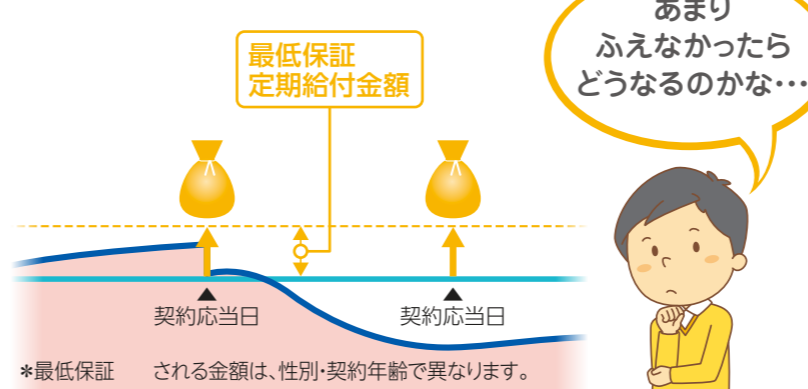 最低保証
定期給付金額
あまり
ふえなかったら
どうなるのかな…
契約応当日
契約応当日
*最低保証 される金額は、性別・契約年齢で異なります。